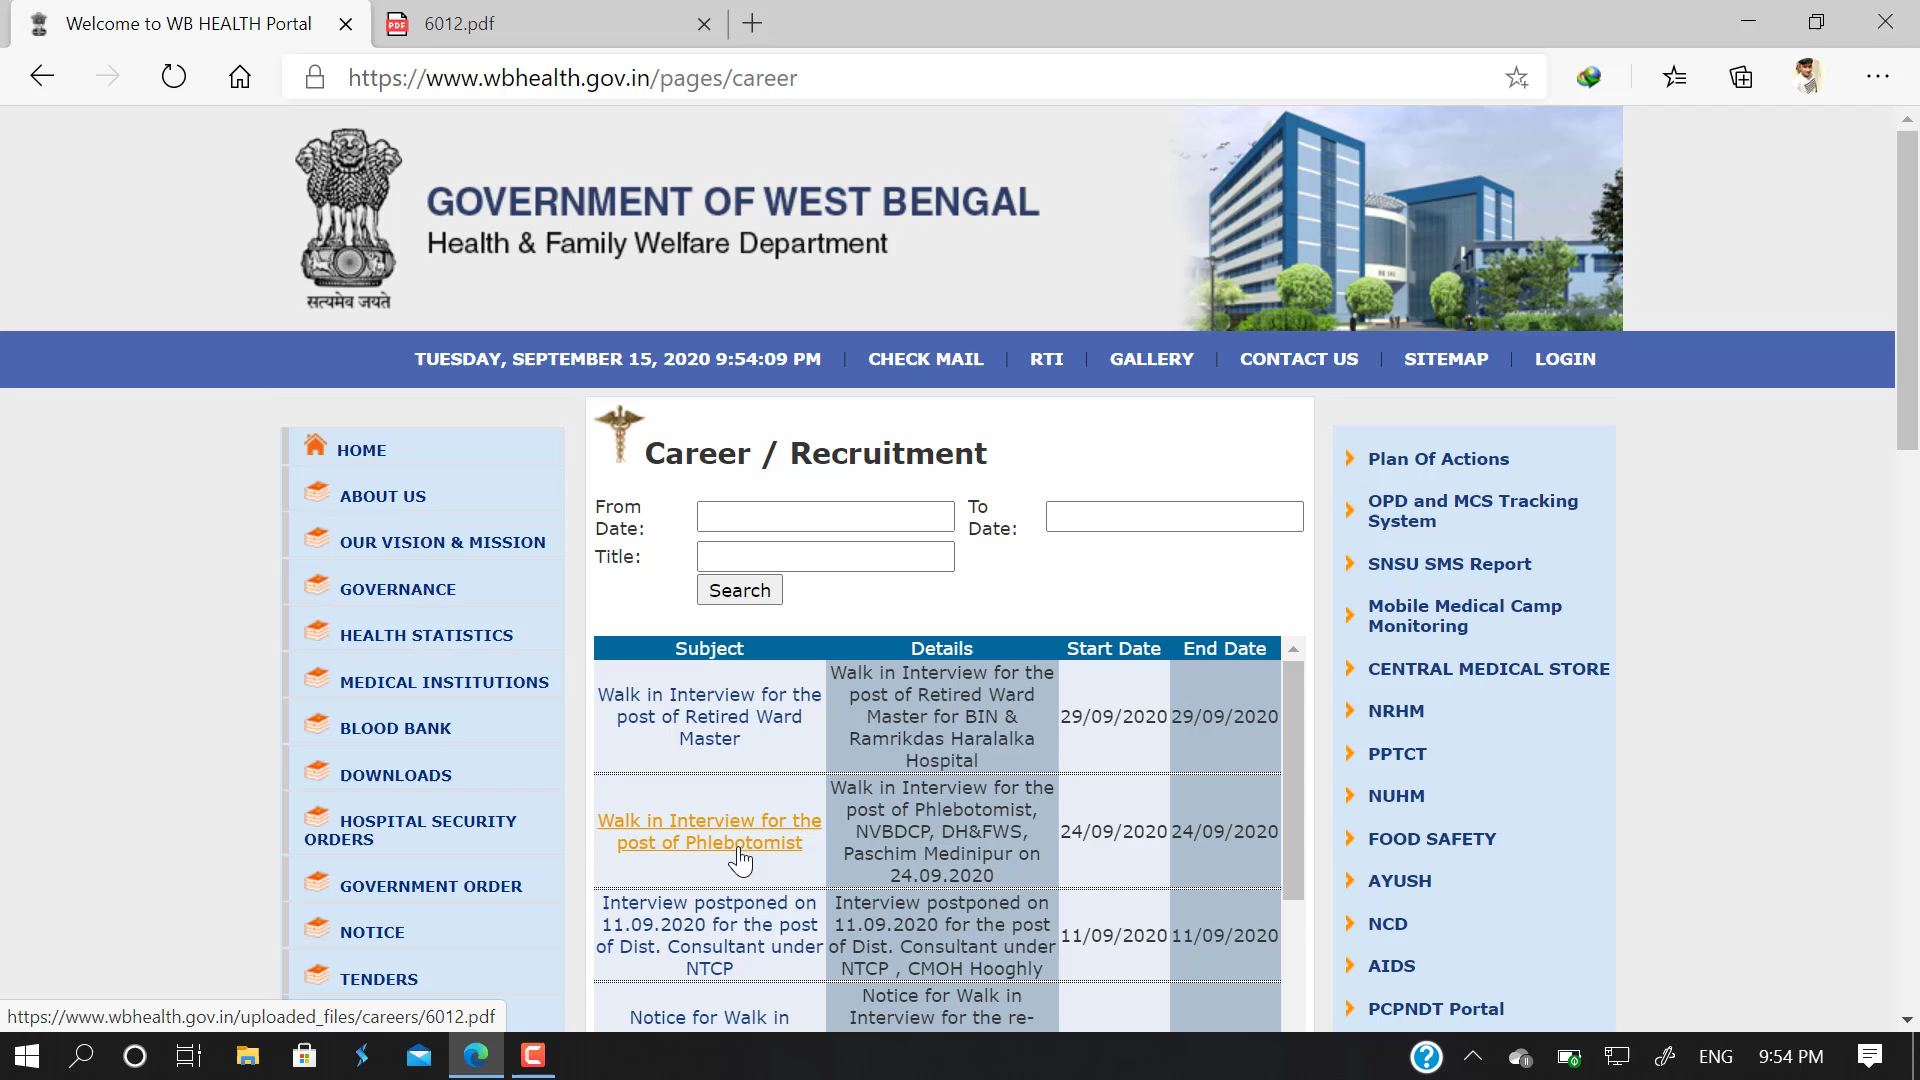 Welcome to WB HEALTH Portal
6012.pdf
https://www.wbhealth.gov.in/pages/career
सत्यमेव जयते
GOVERNMENT OF WEST BENGAL
Health & Family Welfare Department
TUESDAY, SEPTEMBER 15, 2020 9:54:09 PM
CHECK MAIL
RTI
GALLERY
CONTACT US
SITEMAP
LOGIN
HOME
ABOUT US
OUR VISION & MISSION
GOVERNANCE
HEALTH STATISTICS
MEDICAL INSTITUTIONS
BLOOD BANK
DOWNLOADS
HOSPITAL SECURITY
ORDERS
GOVERNMENT ORDER
NOTICE
TENDERS
Career / Recruitment
From
Date:
To
Date:
Title:
Search
Subject
Details
Start Date
End Date
Walk in Interview for the
post of Retired Ward
Master
Walk in Interview for the
post of Retired Ward
Master for BIN &
Ramrikdas Haralalka
Hospital
29/09/2020
29/09/2020
Walk in Interview for the
post of Phlebotomist
Walk in Interview for the
post of Phlebotomist,
NVBDCP, DH&FWS,
Paschim Medinipur on
24.09.2020
24/09/2020
24/09/2020
Interview postponed on
11.09.2020 for the post
of Dist. Consultant under
NTCP
Interview postponed on
11.09.2020 for the post
of Dist. Consultant under
NTCP , CMOH Hooghly
11/09/2020
11/09/2020
Notice for Walk in
Notice for Walk in
Interview for the re-
Plan Of Actions
OPD and MCS Tracking
System
SNSU SMS Report
Mobile Medical Camp
Monitoring
CENTRAL MEDICAL STORE
NRHM
PPTCT
NUHM
FOOD SAFETY
AYUSH
NCD
AIDS
PCPNDT Portal
https://www.wbhealth.gov.in/uploaded_files/careers/6012.pdf
ENG
9:54 PM